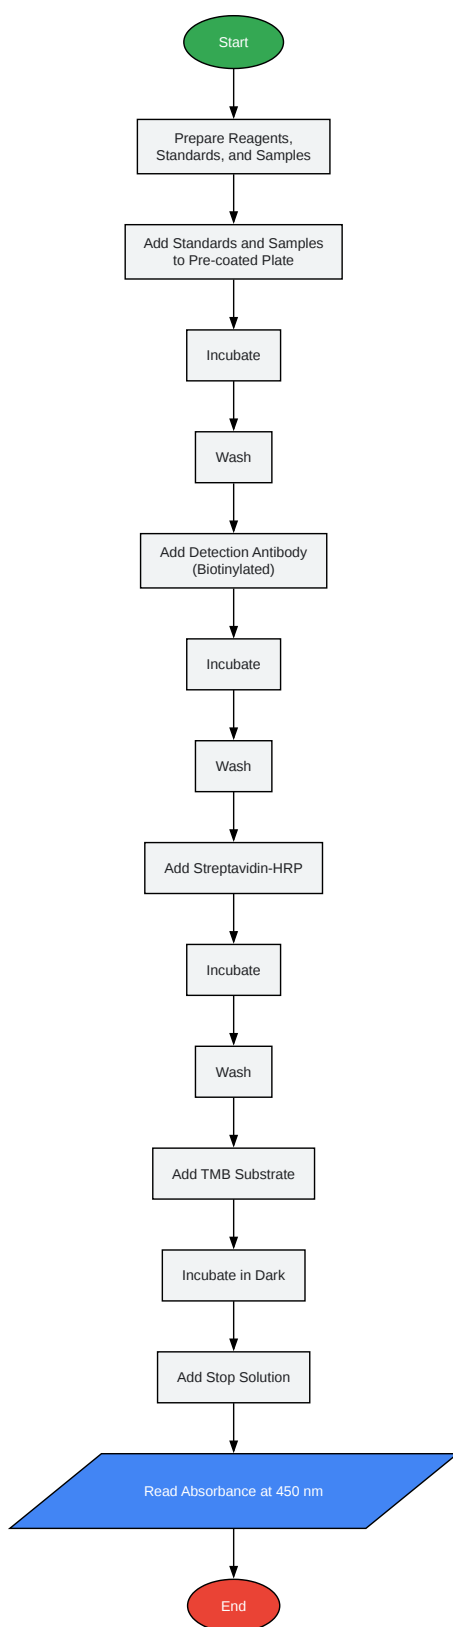 Start
Prepare Reagents,
Standards, and Samples
Add Standards and Samples
to Pre-coated Plate
Incubate
Wash
Add Detection Antibody
(Biotinylated)
Incubate
Wash
Add Streptavidin-HRP
Incubate
Wash
Add TMB Substrate
Incubate in Dark
Add Stop Solution
Read Absorbance at 450 nm
End